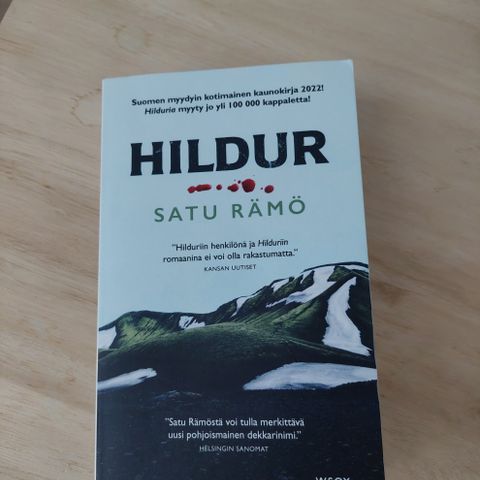 Suomen myydyin kotimainen kaunokirja 2022!
Hilduria myyty jo yli 100 000 kappaletta!
HILDUR
SATU RÄMÖ
"Hilduriin henkilönä ja Hilduriin
romaanina ei voi olla rakastumatta."
KANSAN UUTISET
"Satu Rämöstä voi tulla merkittävä
uusi pohjoismainen dekkarinimi."
HELSINGIN SANOMAT
WSOY